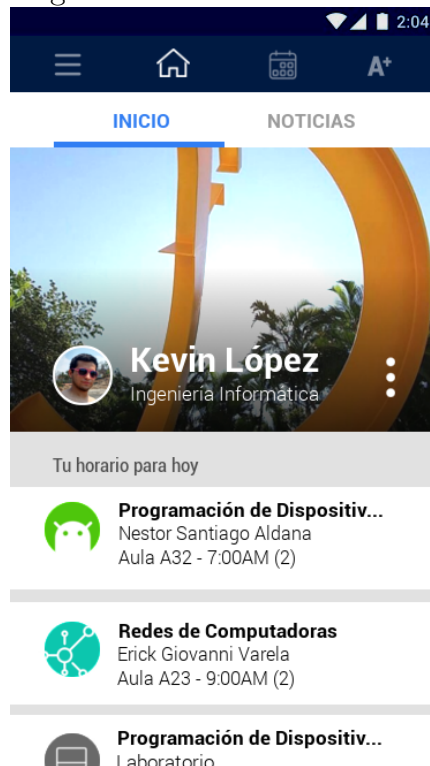 2:04
A+
INICIO NOTICIAS
Kevin López
Ingeniería Informática
Tu horario para hoy
Programación de Dispositiv...
Nestor Santiago Aldana
Aula A32 - 7:00AM (2)
Redes de Computadoras
Erick Giovanni Varela
Aula A23 - 9:00AM (2)
Programación de Dispositiv...
Laboratorio